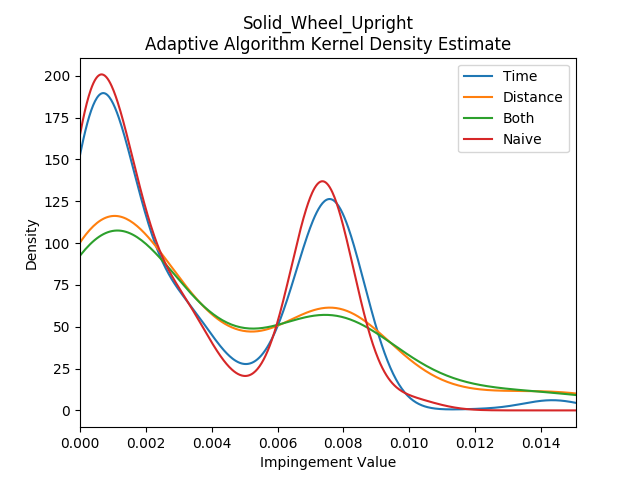 Solid_Wheel_Upright
Adaptive Algorithm Kernel Density Estimate
Time
Distance
Both
Naive
Density
200
175
150
125
100
75
50
25
0
0.000 0.002 0.004 0.006 0.008 0.010 0.012 0.014
Impingement Value